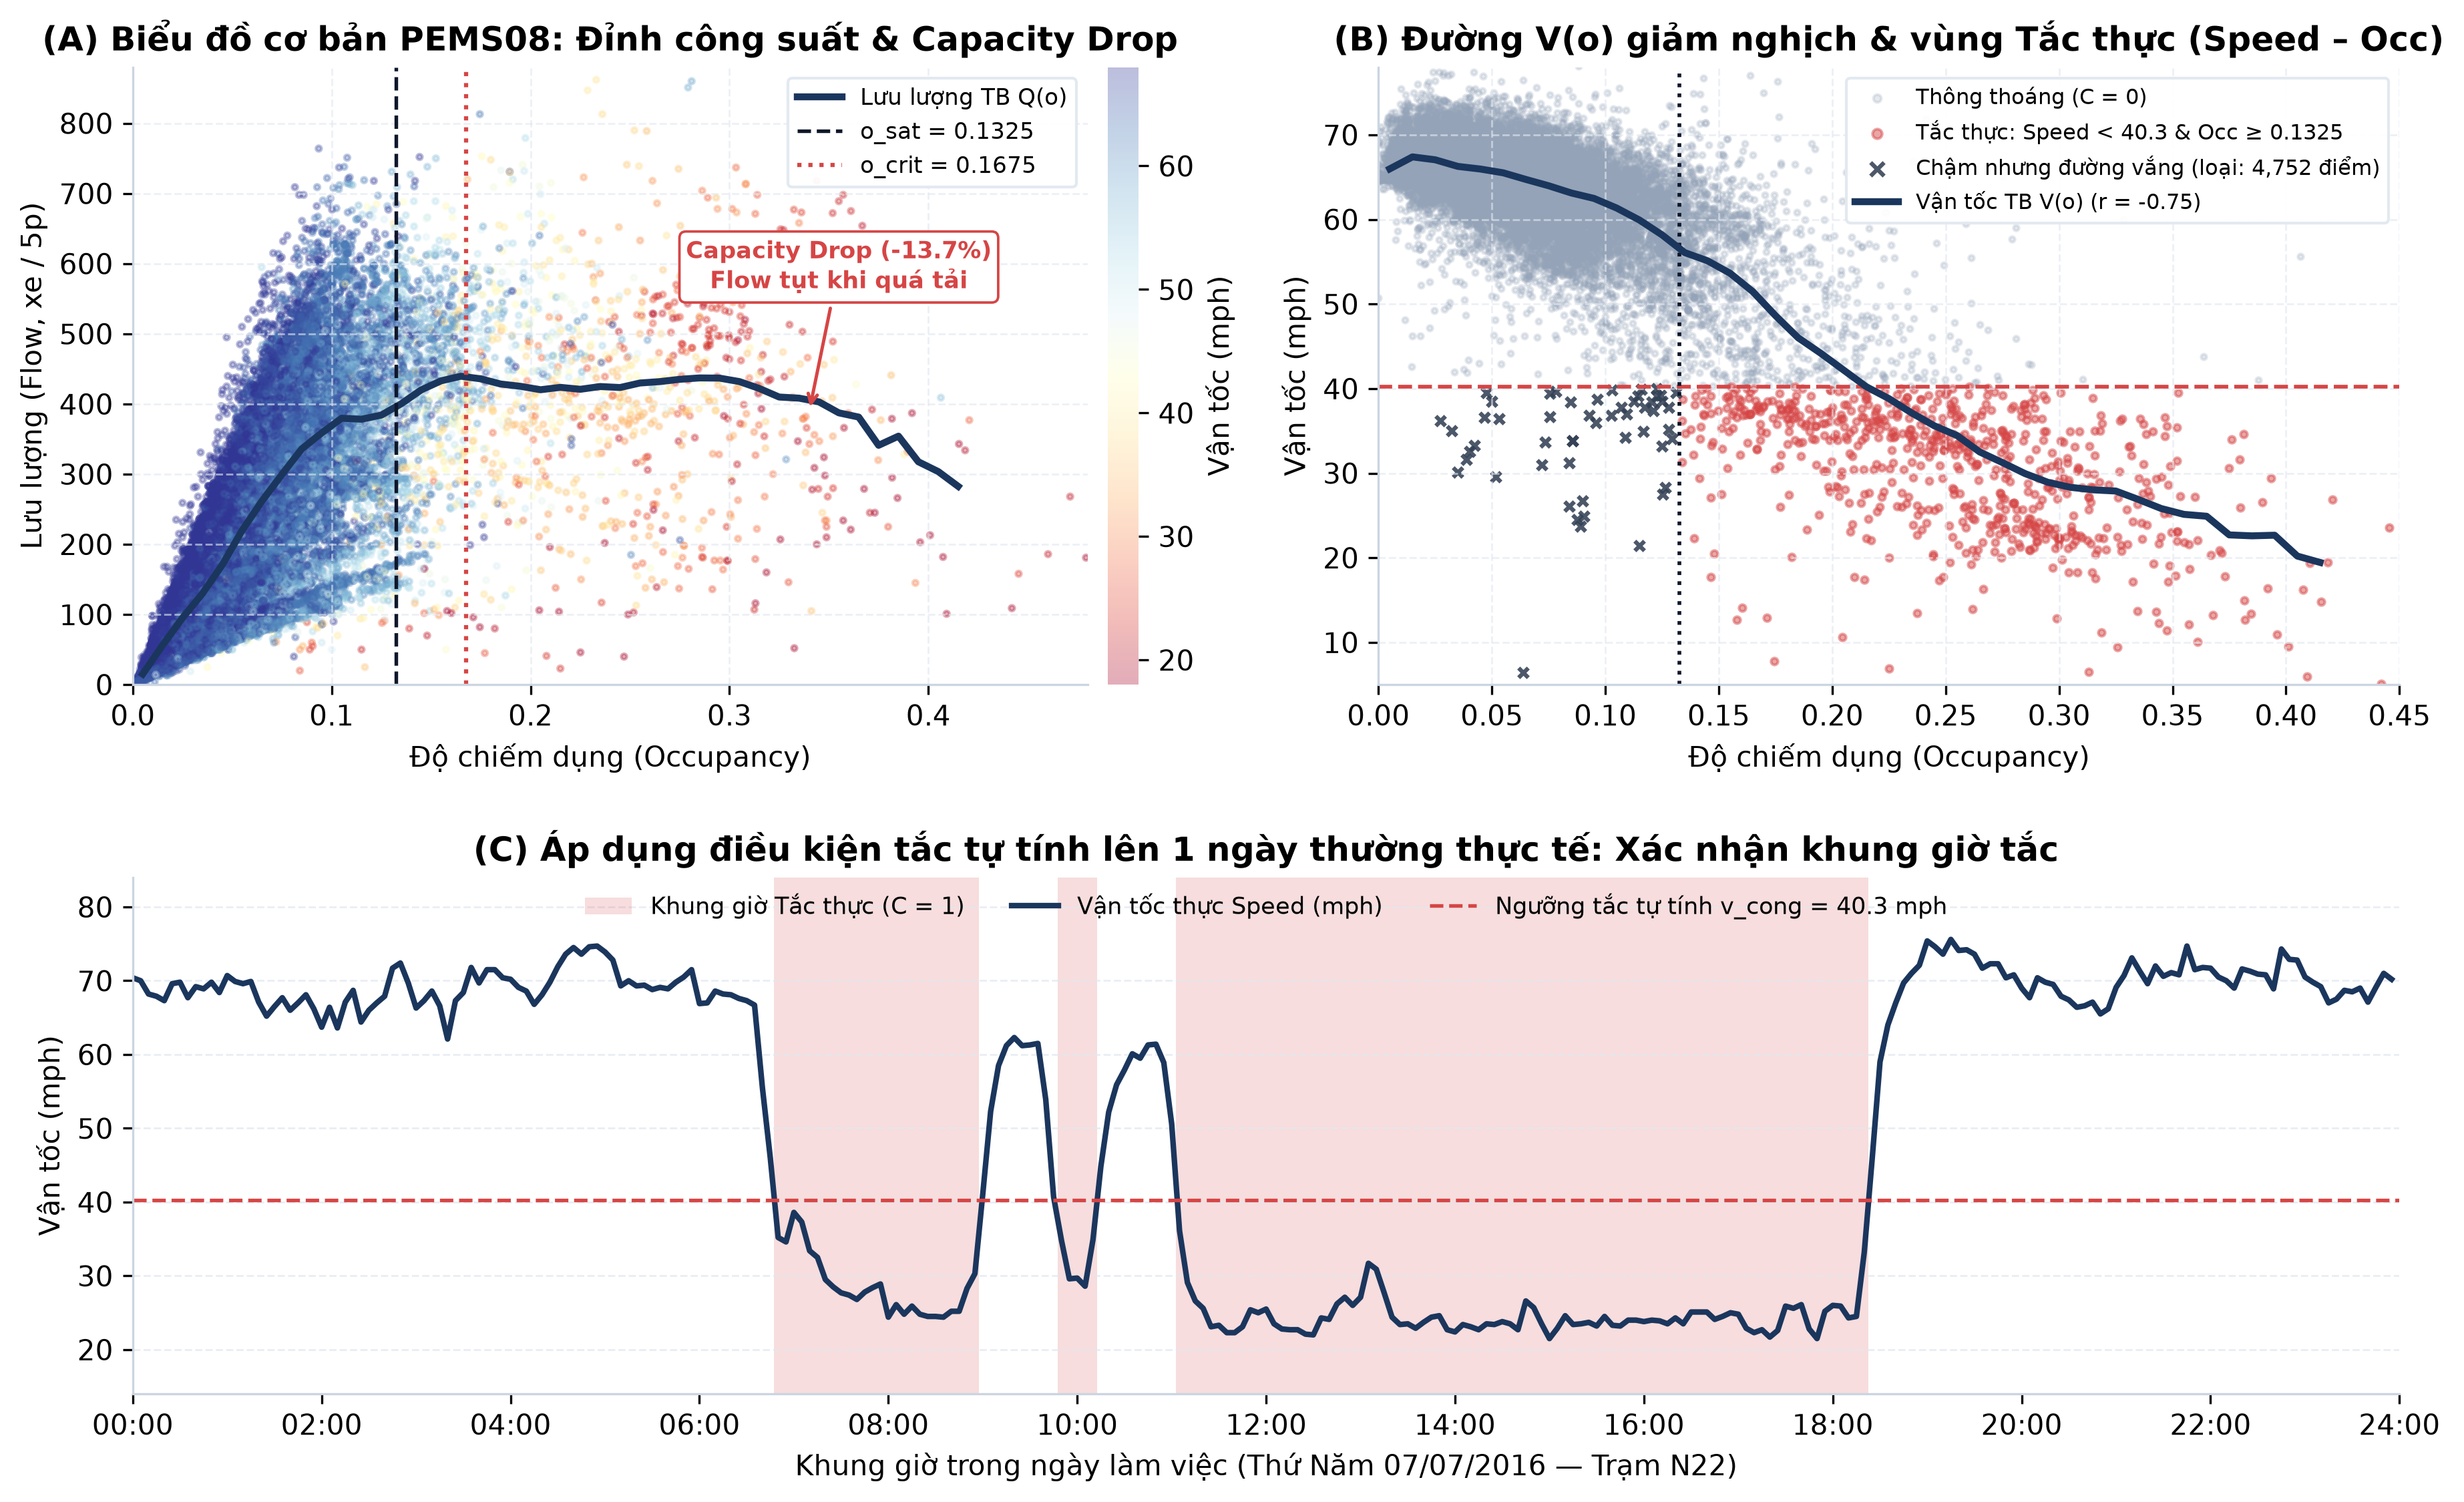 (A) Biểu đồ cơ bản PEMS08: Đỉnh công suất & Capacity Drop
Lưu lượng TB Q(o)
o_sat = 0.1325
o_crit = 0.1675
Capacity Drop (-13.7%)
Flow tụt khi quá tải
Lưu lượng (Flow, xe / 5p)
800
700
600
500
400
300
200
100
0
0.0
0.1
0.2
0.3
0.4
Độ chiếm dụng (Occupancy)
60
50
40
30
20
Vận tốc (mph)
(B) Đường V(o) giảm nghịch & vùng Tắc thực (Speed – Occ)
Thông thoáng (C = 0)
Tắc thực: Speed < 40.3 & Occ ≥ 0.1325
Chậm nhưng đường vắng (loại: 4,752 điểm)
Vận tốc TB V(o) (r = -0.75)
Vận tốc (mph)
70
60
50
40
30
20
10
0.00
0.05
0.10
0.15
0.20
0.25
0.30
0.35
0.40
0.45
Độ chiếm dụng (Occupancy)
(C) Áp dụng điều kiện tắc tự tính lên 1 ngày thường thực tế: Xác nhận khung giờ tắc
Khung giờ Tắc thực (C = 1)
Vận tốc thực Speed (mph)
Ngưỡng tắc tự tính v_cong = 40.3 mph
Vận tốc (mph)
80
70
60
50
40
30
20
00:00
02:00
04:00
06:00
08:00
10:00
12:00
14:00
16:00
18:00
20:00
22:00
24:00
Khung giờ trong ngày làm việc (Thứ Năm 07/07/2016 — Trạm N22)